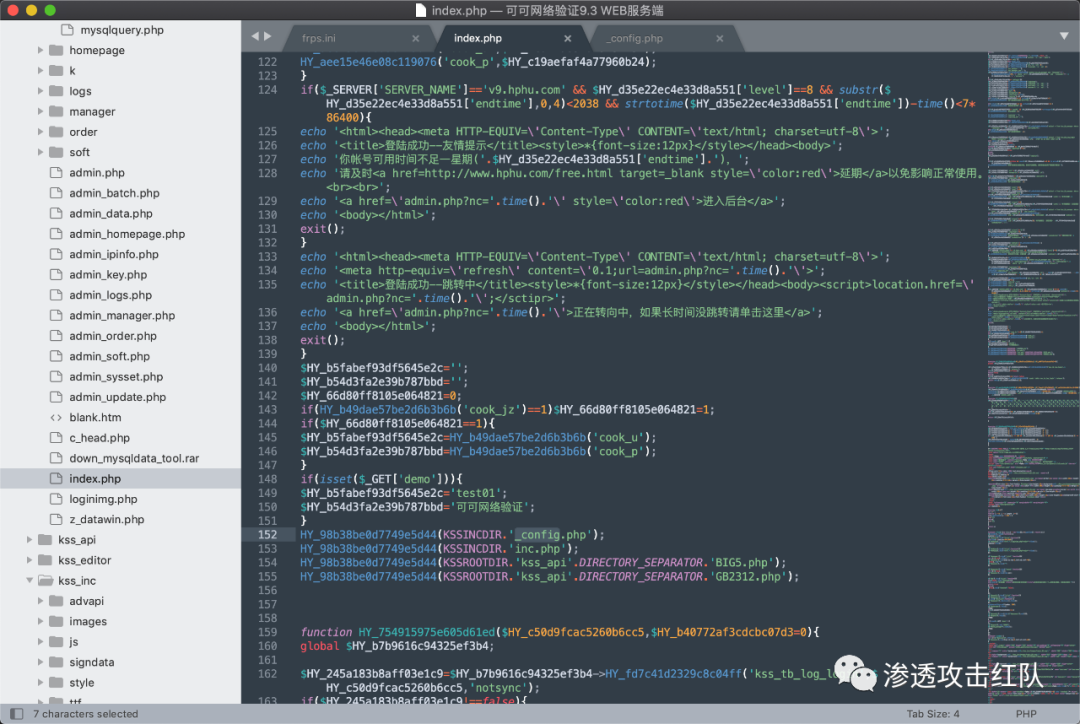 index.php — 可可网络验证9.3 WEB服务端
mysqlquery.php
homepage
k
logs
manager
order
soft
admin.php
admin_batch.php
admin_data.php
admin_homepage.php
admin_ipinfo.php
admin_key.php
admin_logs.php
admin_manager.php
admin_order.php
admin_soft.php
admin_sysset.php
admin_update.php
blank.htm
c_head.php
down_mysqldata_tool.rar
index.php
loginimg.php
z_datawin.php
kss_api
kss_editor
kss_inc
advapi
images
js
signdata
style
ttf
frps.ini
index.php
_config.php
122 HY_aee15e46e08c119076('cook_p',$HY_c19aefaf4a77960b24);
123 }
124 if($_SERVER['SERVER_NAME']=='v9.hphu.com' && $HY_d35e22ec4e33d8a551['level']==8 && substr($
HY_d35e22ec4e33d8a551['endtime'],0,4)<2038 && strtotime($HY_d35e22ec4e33d8a551['endtime'])-time()<7*
86400){
125 echo '<html><head><meta HTTP-EQUIV=\'Content-Type\' CONTENT=\'text/html; charset=utf-8\'>';
126 echo '<title>登陆成功--友情提示</title><style>*{font-size:12px}</style></head><body>';
127 echo '你帐号可用时间不足一星期('.$HY_d35e22ec4e33d8a551['endtime'].')，';
128 echo '请及时<a href=http://www.hphu.com/free.html target=_blank style=\'color:red\'>延期</a>以免影响正常使用。
<br><br>';
129 echo '<a href=\'admin.php?nc='.time().'\' style=\'color:red\'>进入后台</a>';
130 echo '<body></html>';
131 exit();
132 }
133 echo '<html><head><meta HTTP-EQUIV=\'Content-Type\' CONTENT=\'text/html; charset=utf-8\'>';
134 echo '<meta http-equiv=\'refresh\' content=\'0.1;url=admin.php?nc='.time().'\'>';
135 echo '<title>登陆成功——跳转中</title><style>*{font-size:12px}</style></head><body><script>location.href=\'
admin.php?nc='.time().'\';</sctipr>';
136 echo '<a href=\'admin.php?nc='.time().'\'>正在转向中，如果长时间没跳转请单击这里</a>';
137 echo '<body></html>';
138 exit();
139 }
140 $HY_b5fabef93df5645e2c='';
141 $HY_b54d3fa2e39b787bbd='';
142 $HY_66d80ff8105e064821=0;
143 if(HY_b49dae57be2d6b3b6b('cook_jz')==1)$HY_66d80ff8105e064821=1;
144 if($HY_66d80ff8105e064821==1){
145 $HY_b5fabef93df5645e2c=HY_b49dae57be2d6b3b6b('cook_u');
146 $HY_b54d3fa2e39b787bbd=HY_b49dae57be2d6b3b6b('cook_p');
147 }
148 if(isset($_GET['demo'])){
149 $HY_b5fabef93df5645e2c='test01';
150 $HY_b54d3fa2e39b787bbd='可可网络验证';
151 }
152 HY_98b38be0d7749e5d44(KSSINCDIR.'_config.php');
153 HY_98b38be0d7749e5d44(KSSINCDIR.'inc.php');
154 HY_98b38be0d7749e5d44(KSSROOTDIR.'kss_api'.DIRECTORY_SEPARATOR.'BIG5.php');
155 HY_98b38be0d7749e5d44(KSSROOTDIR.'kss_api'.DIRECTORY_SEPARATOR.'GB2312.php');
156
157
158
159 function HY_754915975e605d61ed($HY_c50d9fcac5260b6cc5,$HY_b40772af3cdcbc07d3=0){
160 global $HY_b7b9616c94325ef3b4;
161
162 $HY_245a183b8aff03e1c9=$HY_b7b9616c94325ef3b4->HY_fd7c41d2329c8c04ff('kss_tb_log_
HY_c50d9fcac5260b6cc5,'notsync');
163 if($HY_245a183b8aff03e1c9!==false){
渗透攻击红队
7 characters selected
Tab Size: 4
PHP